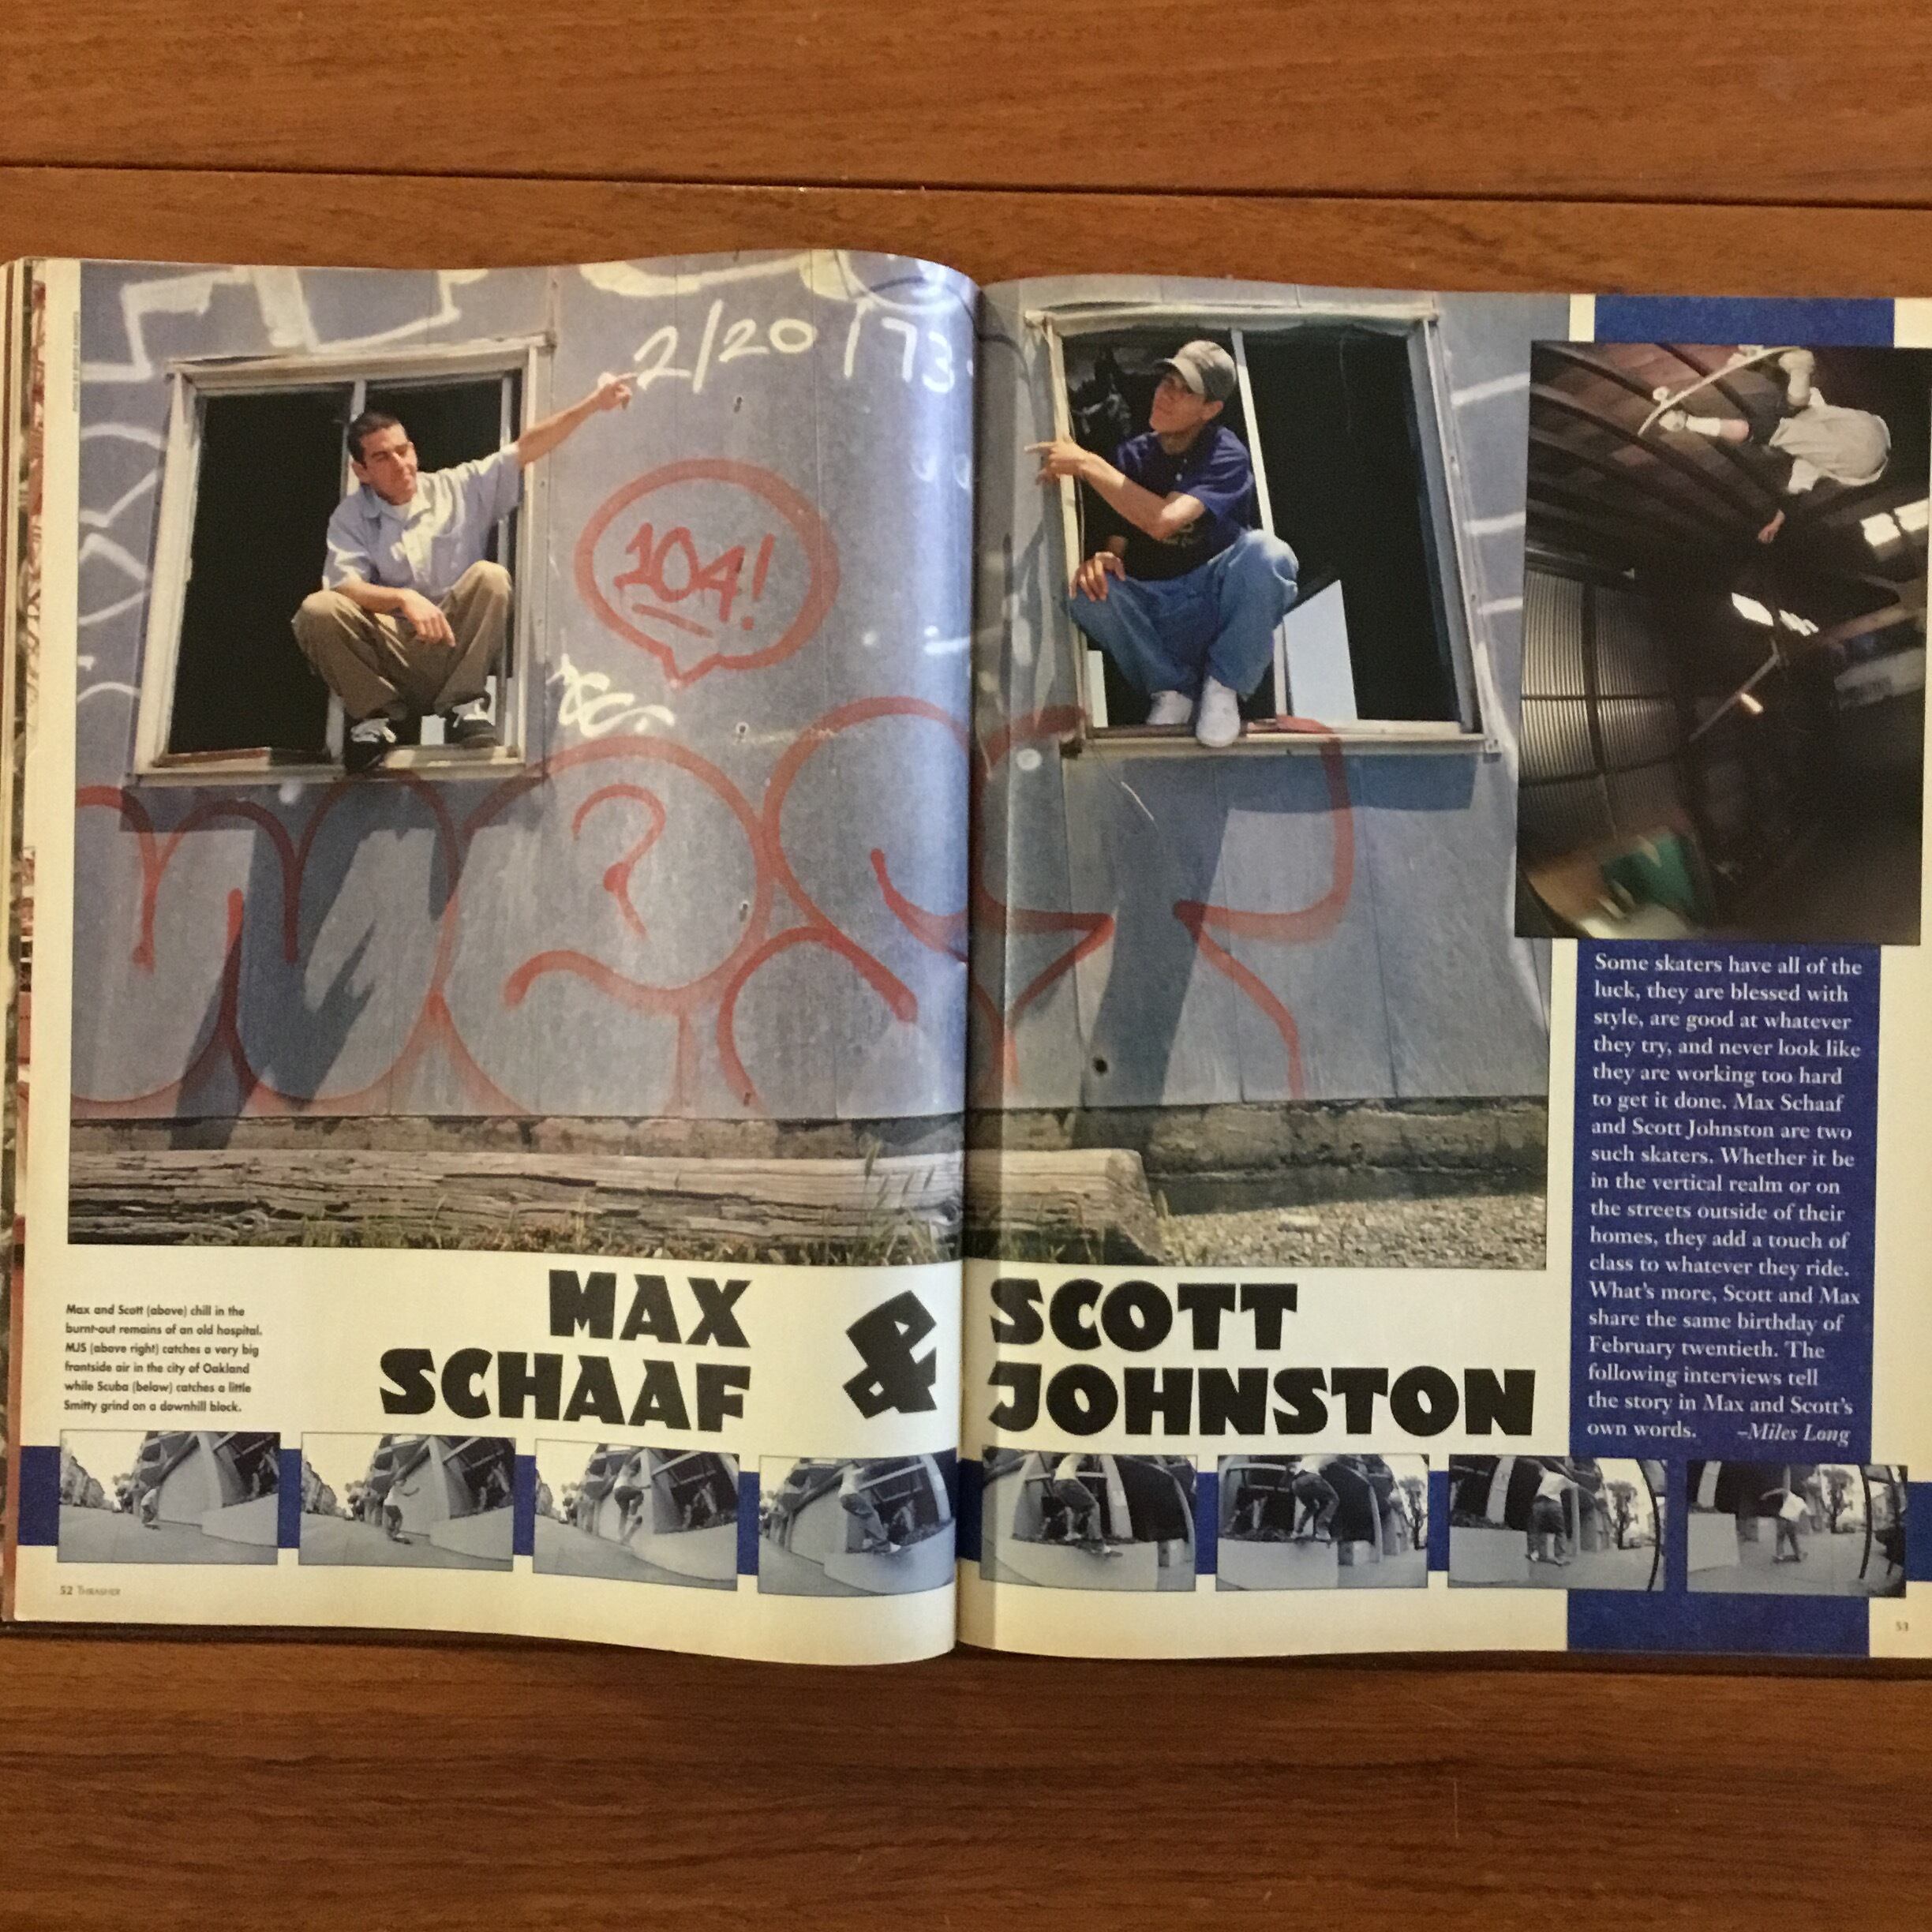 2/20/73
104!
Some skaters have all of the
luck, they are blessed with
style, are good at whatever
they try, and never look like
they are working too hard
to get it done. Max Schaaf
and Scott Johnston are two
such skaters. Whether it be
in the vertical realm or on
the streets outside of their
homes, they add a touch of
class to whatever they ride.
What's more, Scott and Max
share the same birthday of
February twentieth. The
following interviews tell
the story in Max and Scott's
own words. –Miles Long
MAX
SCHAAF
&
SCOTT
JOHNSTON
Max and Scott (above) chill in the
burnt-out remains of an old hospital.
MJS (above right) catches a very big
frontside air in the city of Oakland
while Scuba (below) catches a little
Smitty grind on a downhill block.
52 THRASHER
53